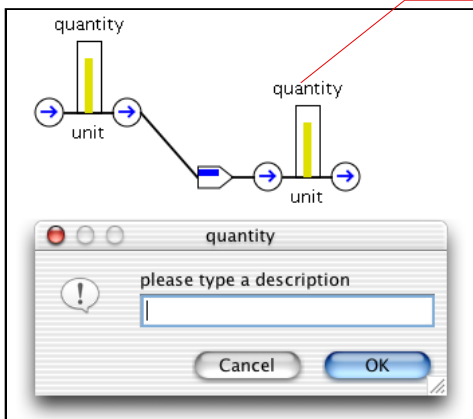 quantity
unit
quantity
unit
quantity
please type a description
Cancel OK